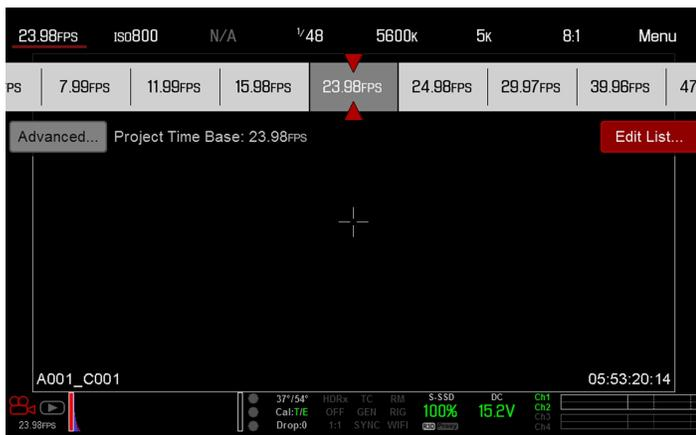 23.98FPS ISO800 N/A 1/48 5600K 5K 8:1 Menu
PS 7.99FPS 11.99FPS 15.98FPS 23.98FPS 24.98FPS 29.97FPS 39.96FPS 47
Advanced... Project Time Base: 23.98FPS Edit List...
A001_C001 05:53:20:14
37°/54° HDRx TC RM S-SSD DC Ch1
Cal:T/E OFF GEN RIG 100% 15.2V Ch2
Drop:0 1:1 SYNC WIFI R3D Proxy Ch3
23.98FPS Ch4